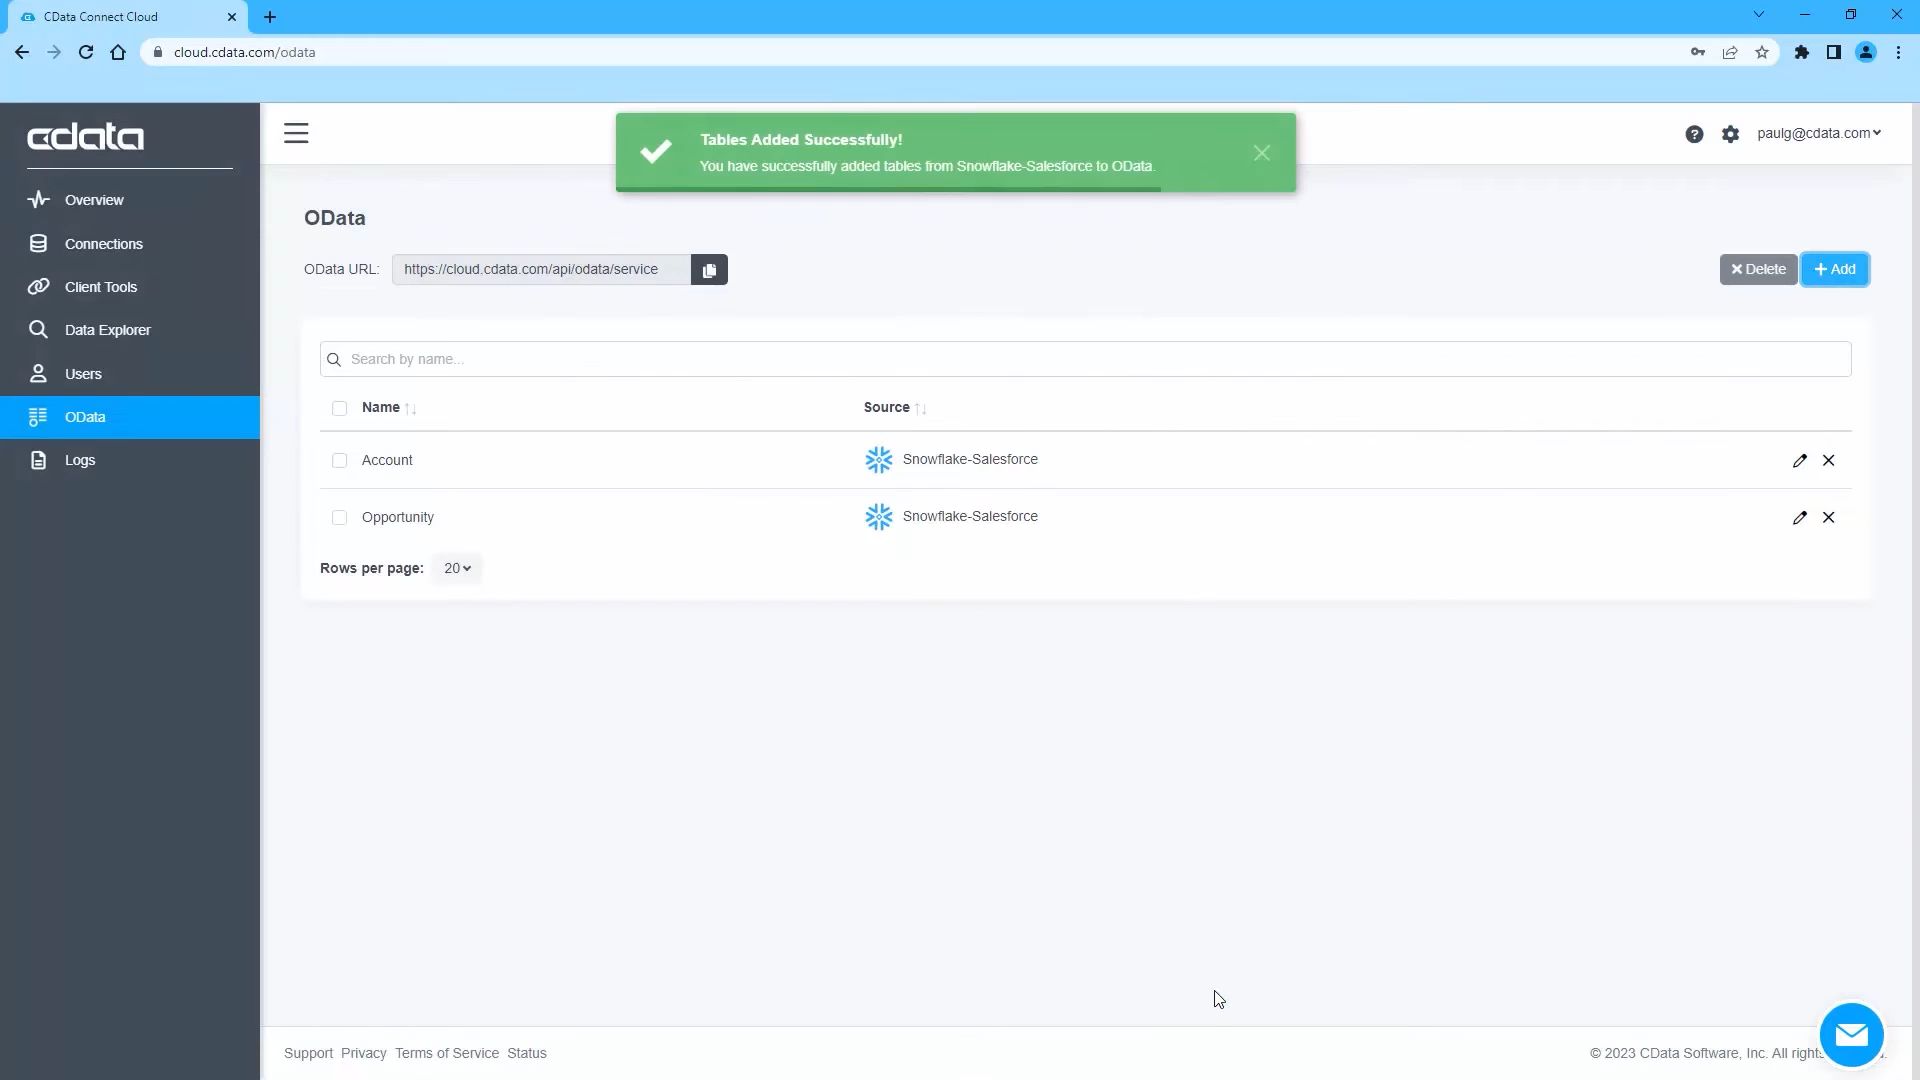 CData Connect Cloud
cloud.cdata.com/odata
cdata
Tables Added Successfully!
You have successfully added tables from Snowflake-Salesforce to OData.
paulg@cdata.com
Overview
Connections
Client Tools
Data Explorer
Users
OData
Logs
OData
OData URL: https://cloud.cdata.com/api/odata/service
Delete
Add
Search by name...
Name Source
Account Snowflake-Salesforce
Opportunity Snowflake-Salesforce
Rows per page: 20
Support Privacy Terms of Service Status
© 2023 CData Software, Inc. All rights